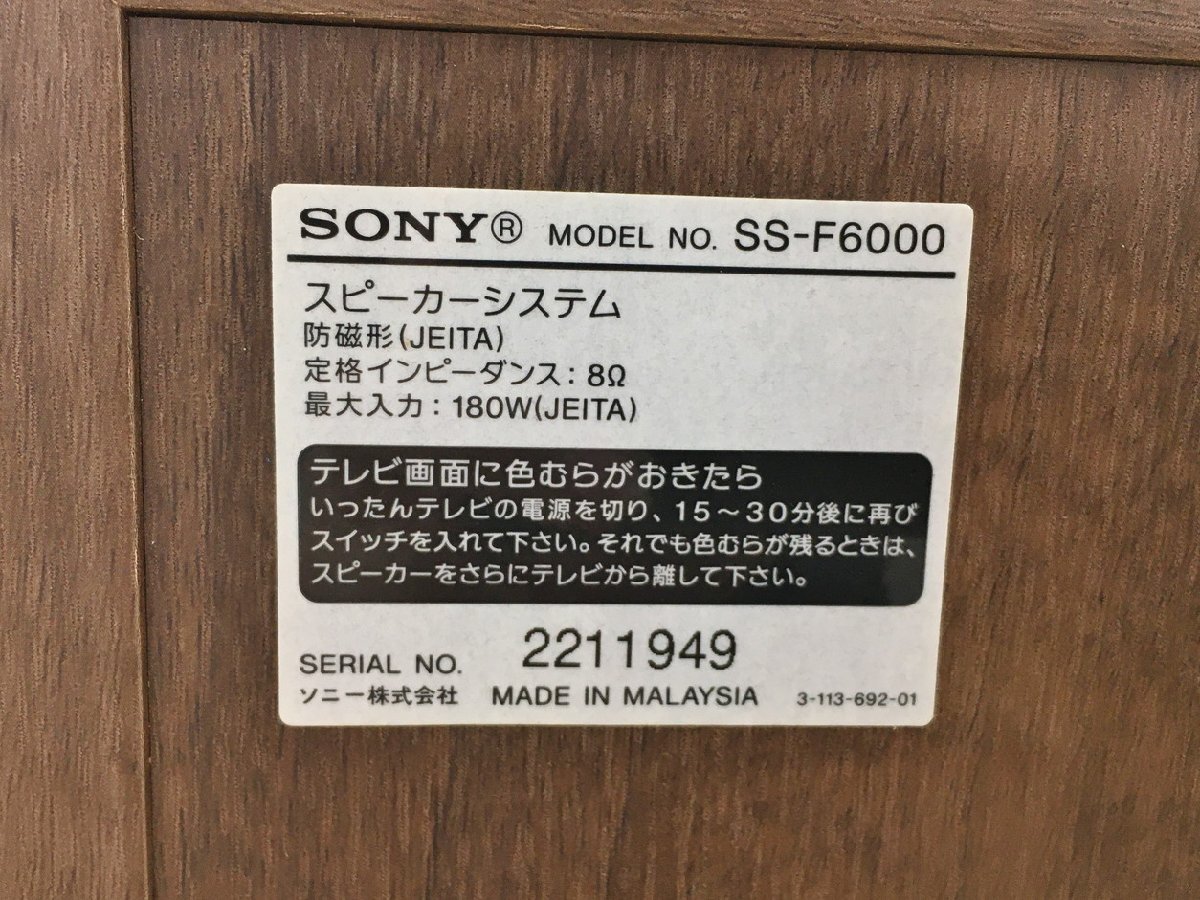 SONY® MODEL NO. SS-F6000
スピーカーシステム
防磁形(JEITA)
定格インピーダンス: 8Ω
最大入力: 180W(JEITA)
テレビ画面に色むらがおきたら
いったんテレビの電源を切り、15〜30分後に再び
スイッチを入れて下さい。それでも色むらが残るときは、
スピーカーをさらにテレビから離して下さい。
SERIAL NO. 2211949
ソニー株式会社 MADE IN MALAYSIA 3-113-692-01